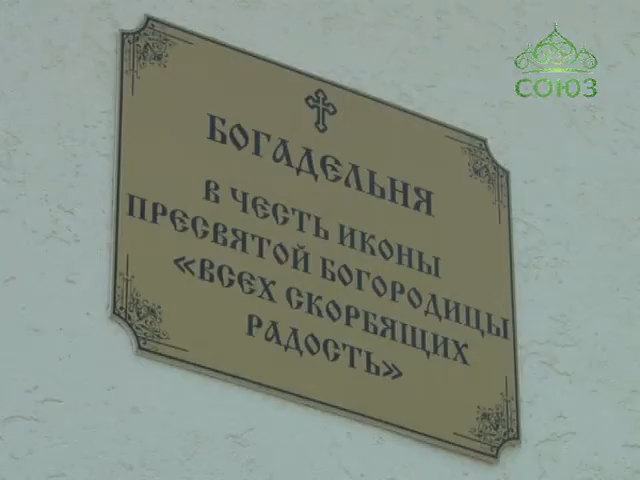 СОЮЗ
БОГАДЕЛЬНЯ
В ЧЕСТЬ ИКОНЫ
ПРЕСВЯТОЙ БОГОРОДИЦЫ
«ВСЕХ СКОРБЯЩИХ
РАДОСТЬ»